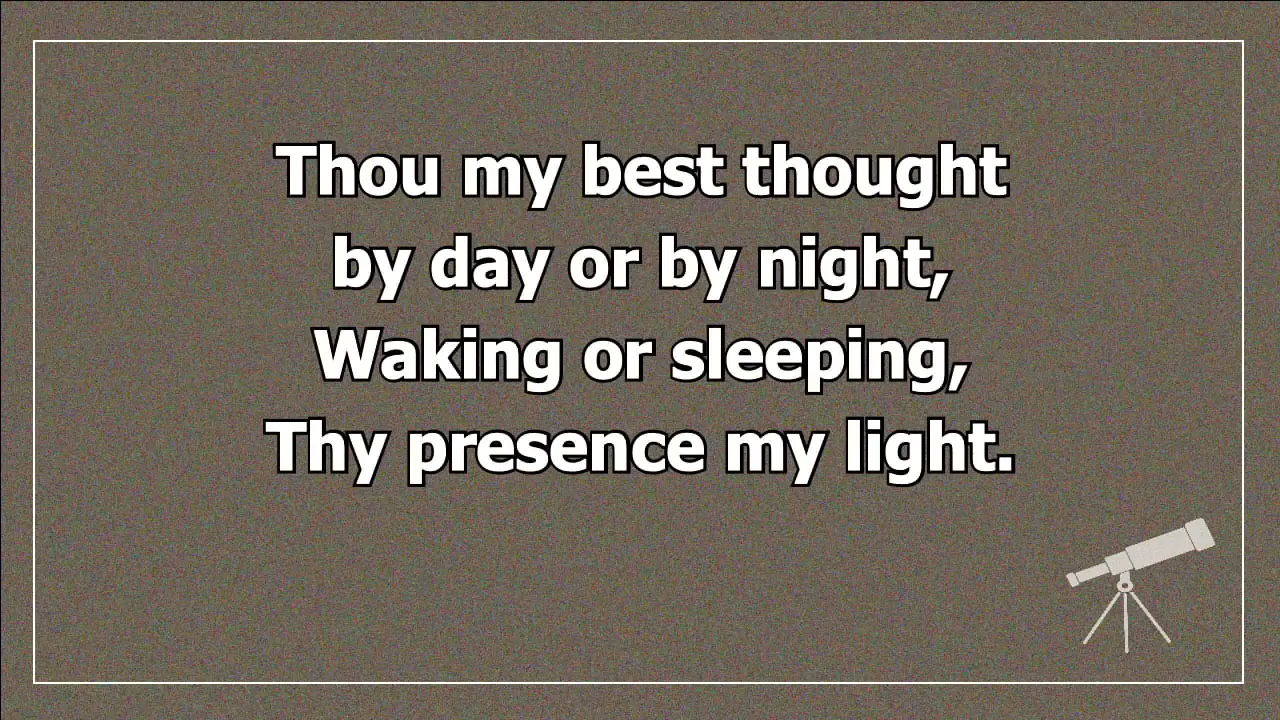 Thou my best thought
by day or by night,
Waking or sleeping,
Thy presence my light.